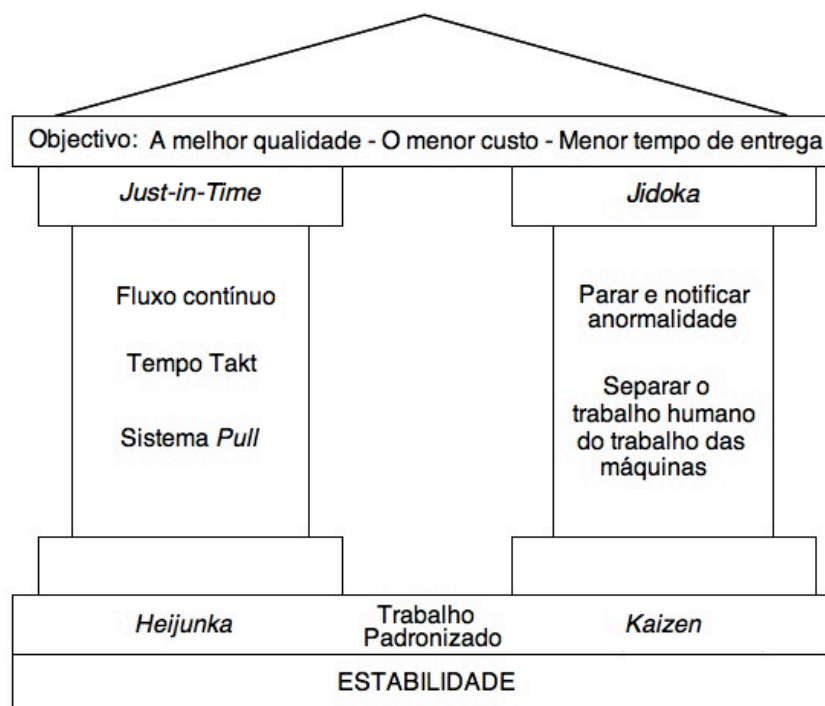 Objectivo: A melhor qualidade - O menor custo - Menor tempo de entrega
Just-in-Time
Jidoka
Fluxo contínuo
Tempo Takt
Sistema Pull
Parar e notificar
anormalidade
Separar o
trabalho humano
do trabalho das
máquinas
Heijunka
Trabalho
Padronizado
Kaizen
ESTABILIDADE